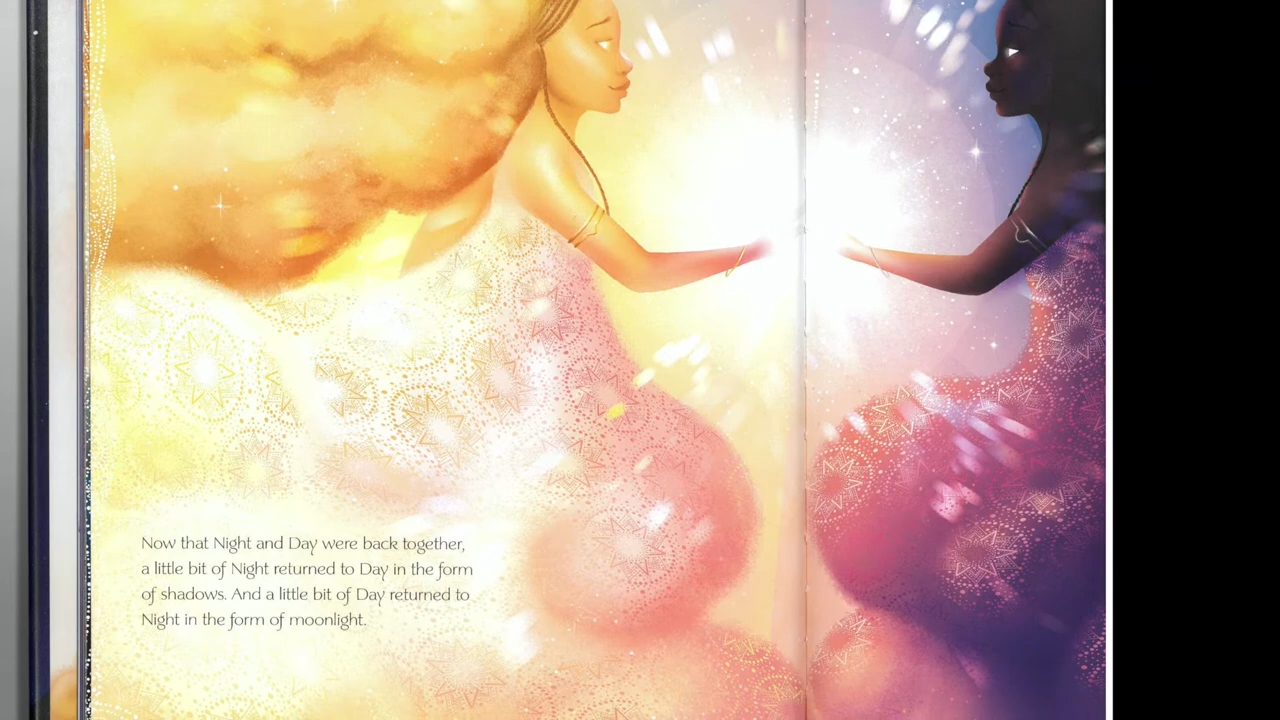 Now that Night and Day were back together,
a little bit of Night returned to Day in the form
of shadows. And a little bit of Day returned to
Night in the form of moonlight.